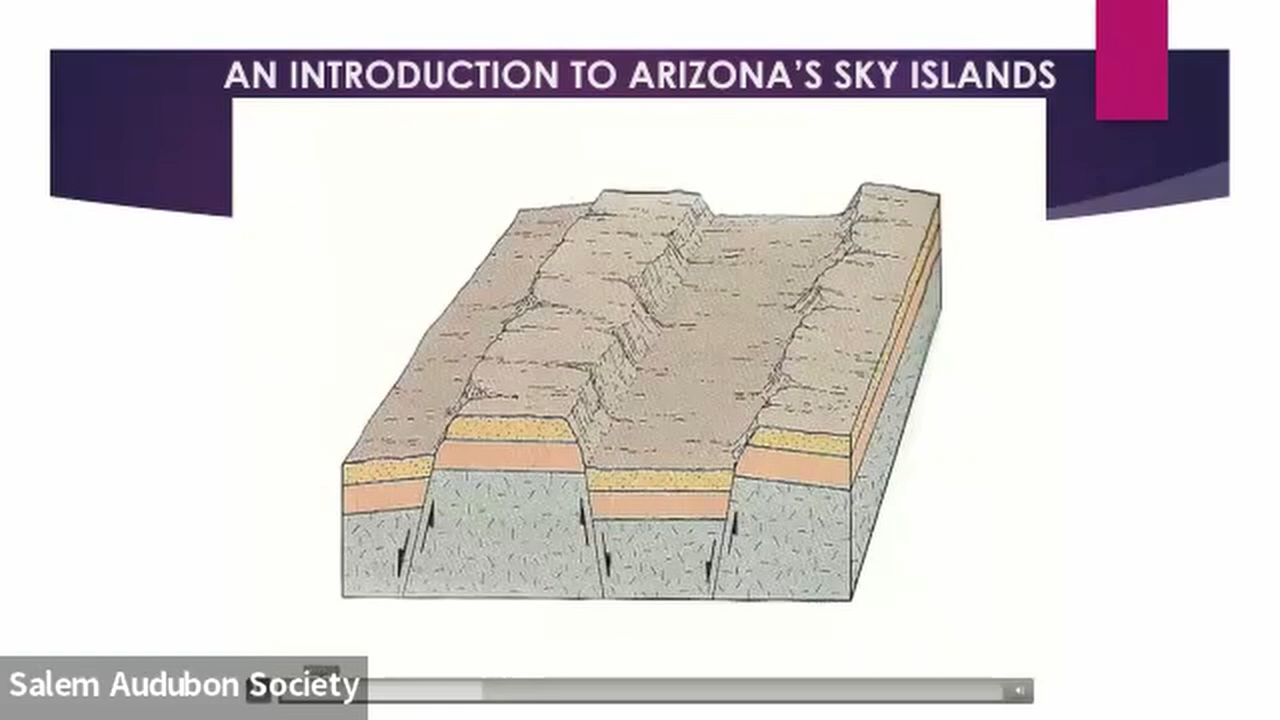 AN INTRODUCTION TO ARIZONA’S SKY ISLANDS
Salem Audubon Society